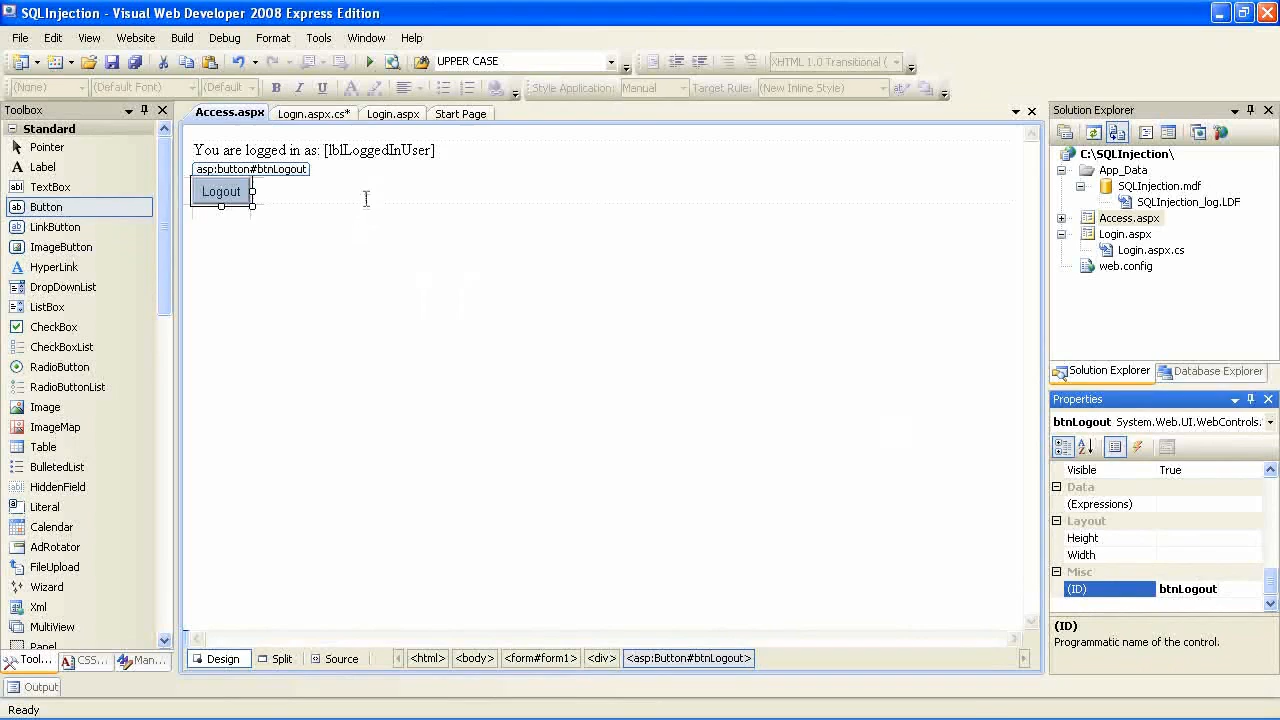 SQLInjection - Visual Web Developer 2008 Express Edition
File Edit View Website Build Debug Format Tools Window Help
UPPER CASE XHTML 1.0 Transitional (
(None) (Default Font) (Default B I U A Style Application: Manual Target Rule: (New Inline Style)
Toolbox
Standard
Pointer
Label
TextBox
Button
LinkButton
ImageButton
HyperLink
DropDownList
ListBox
CheckBox
CheckBoxList
RadioButton
RadioButtonList
Image
ImageMap
Table
BulletedList
HiddenField
Literal
Calendar
AdRotator
FileUpload
Wizard
Xml
MultiView
Panel
Tool... CSS... Man...
Access.aspx Login.aspx.cs* Login.aspx Start Page
You are logged in as: [lblLoggedInUser]
asp:button#btnLogout
Logout
Design Split Source <html> <body> <form#form1> <div> <asp:Button#btnLogout>
Solution Explorer
C:\SQLInjection\
App_Data
SQLInjection.mdf
SQLInjection_log.LDF
Access.aspx
Login.aspx
Login.aspx.cs
web.config
Solution Explorer Database Explorer
Properties
btnLogout System.Web.UI.WebControls.
Visible True
Data
(Expressions)
Layout
Height
Width
Misc
(ID) btnLogout
(ID)
Programmatic name of the control.
Output
Ready